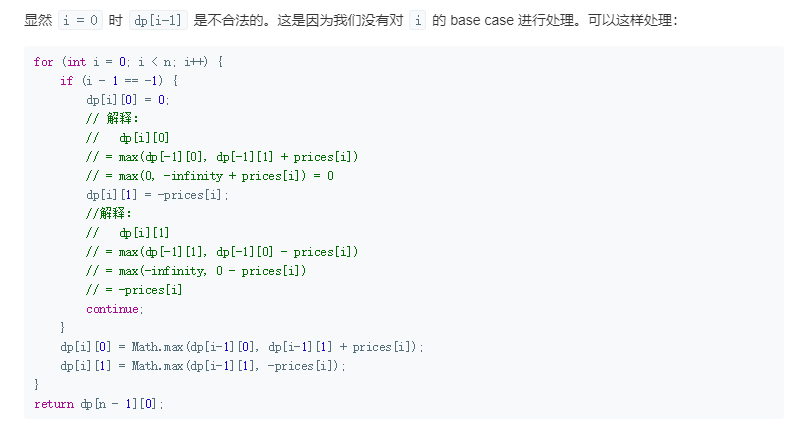 显然 i = 0 时 dp[i-1] 是不合法的。这是因为我们没有对 i 的 base case 进行处理。可以这样处理：
for (int i = 0; i < n; i++) {
    if (i - 1 == -1) {
        dp[i][0] = 0;
        // 解释：
        //   dp[i][0]
        // = max(dp[-1][0], dp[-1][1] + prices[i])
        // = max(0, -infinity + prices[i]) = 0
        dp[i][1] = -prices[i];
        //解释：
        //   dp[i][1]
        // = max(dp[-1][1], dp[-1][0] - prices[i])
        // = max(-infinity, 0 - prices[i])
        // = -prices[i]
        continue;
    }
    dp[i][0] = Math.max(dp[i-1][0], dp[i-1][1] + prices[i]);
    dp[i][1] = Math.max(dp[i-1][1], -prices[i]);
}
return dp[n - 1][0];